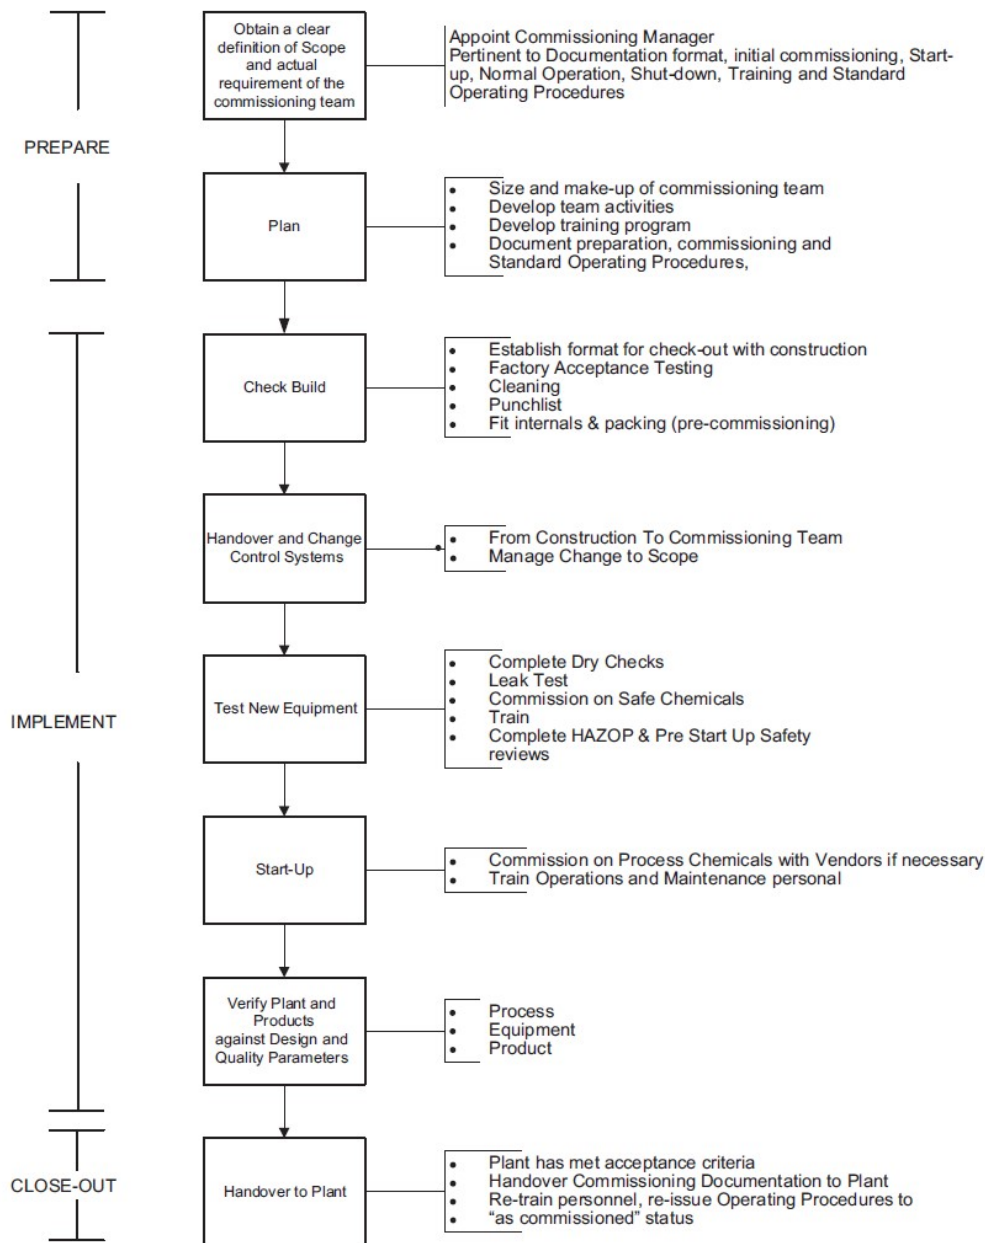 Obtain a clear
definition of Scope
and actual
requirement of the
commissioning team
Appoint Commissioning Manager
Pertinent to Documentation format, initial commissioning, Start-
up, Normal Operation, Shut-down, Training and Standard
Operating Procedures
PREPARE
Plan
• Size and make-up of commissioning team
• Develop team activities
• Develop training program
• Document preparation, commissioning and
Standard Operating Procedures,
Check Build
• Establish format for check-out with construction
• Factory Acceptance Testing
• Cleaning
• Punchlist
• Fit internals & packing (pre-commissioning)
Handover and Change
Control Systems
• From Construction To Commissioning Team
• Manage Change to Scope
IMPLEMENT
Test New Equipment
• Complete Dry Checks
• Leak Test
• Commission on Safe Chemicals
• Train
• Complete HAZOP & Pre Start Up Safety
reviews
Start-Up
• Commission on Process Chemicals with Vendors if necessary
• Train Operations and Maintenance personal
Verify Plant and
Products
against Design and
Quality Parameters
• Process
• Equipment
• Product
CLOSE-OUT
Handover to Plant
• Plant has met acceptance criteria
• Handover Commissioning Documentation to Plant
• Re-train personnel, re-issue Operating Procedures to
• “as commissioned” status